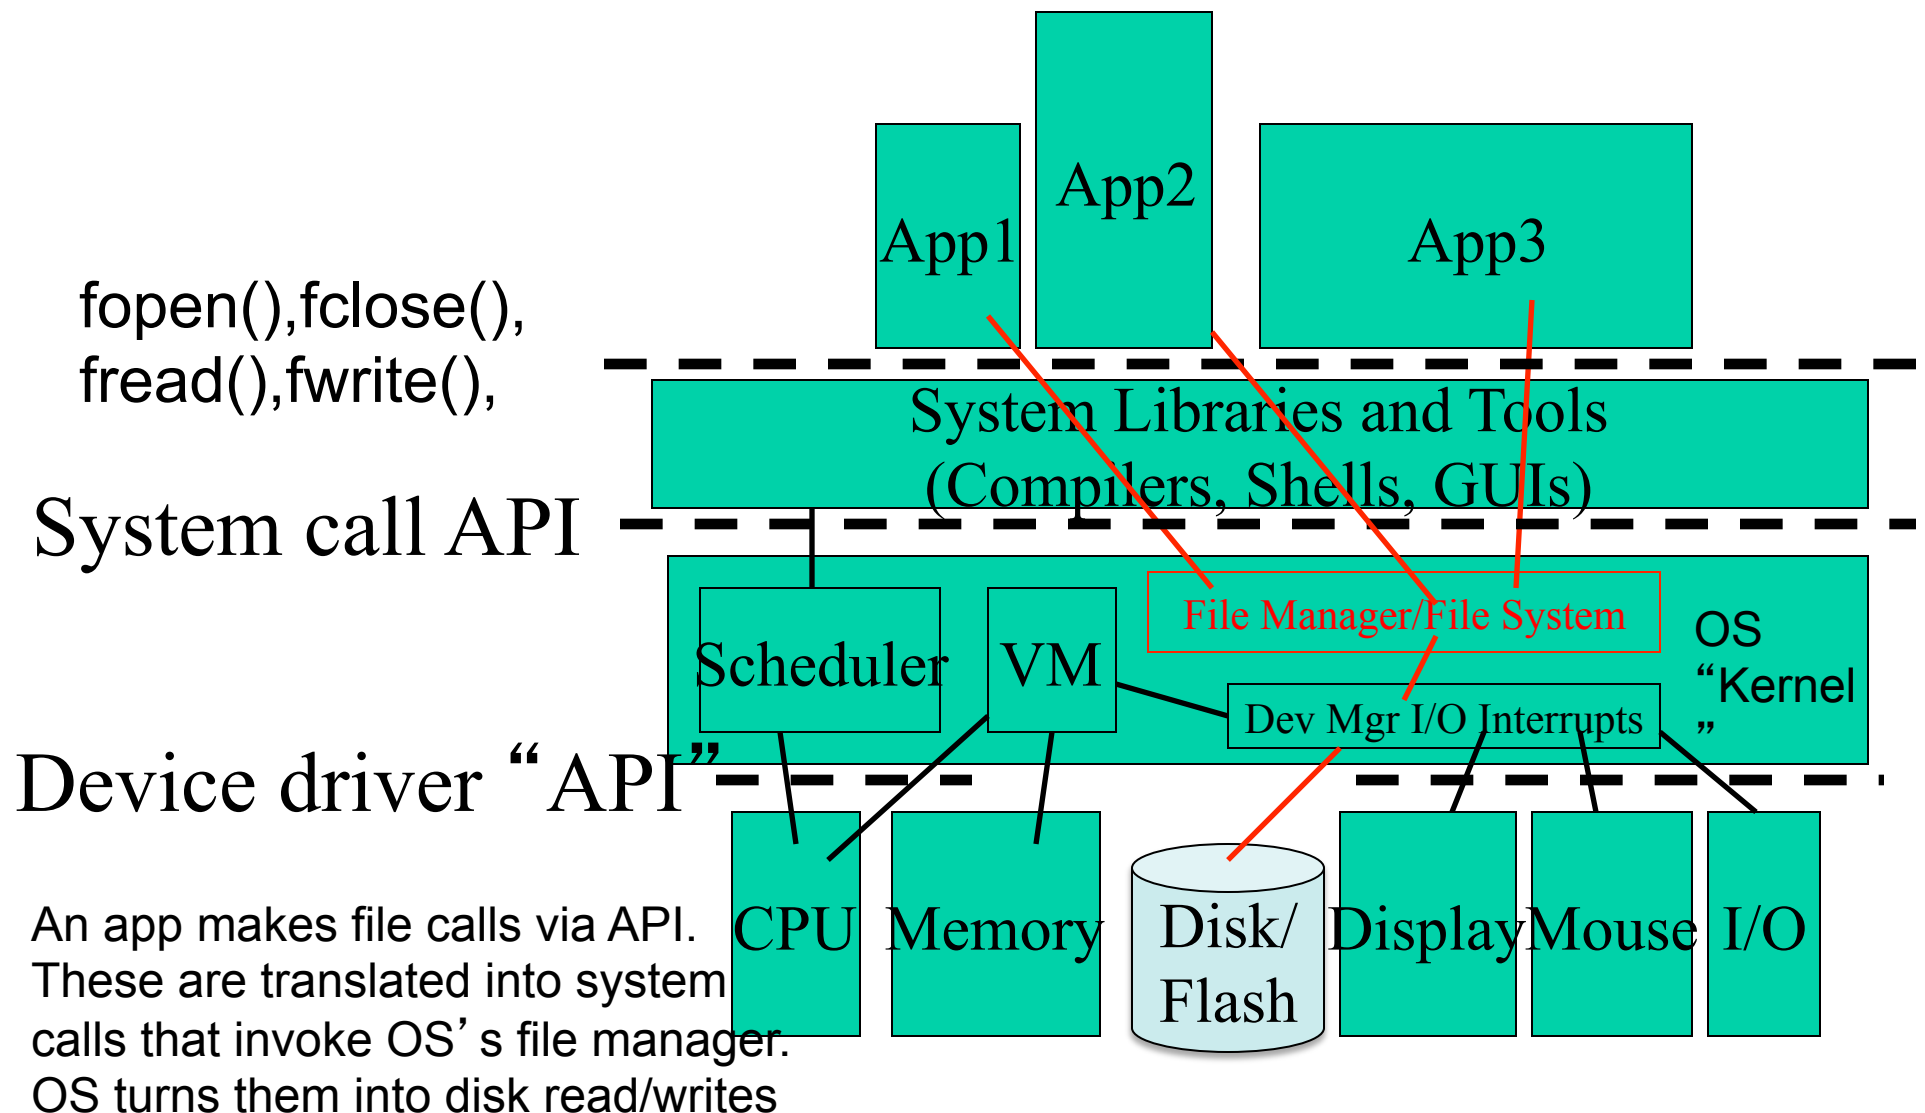 App1
App2
App3
fopen(),fclose(),
fread(),fwrite(),
System Libraries and Tools
(Compilers, Shells, GUIs)
System call API
Scheduler
VM
File Manager/File System
Dev Mgr I/O Interrupts
OS
“Kernel
”
Device driver “API”
CPU
Memory
Disk/
Flash
Display
Mouse
I/O
An app makes file calls via API.
These are translated into system
calls that invoke OS’s file manager.
OS turns them into disk read/writes